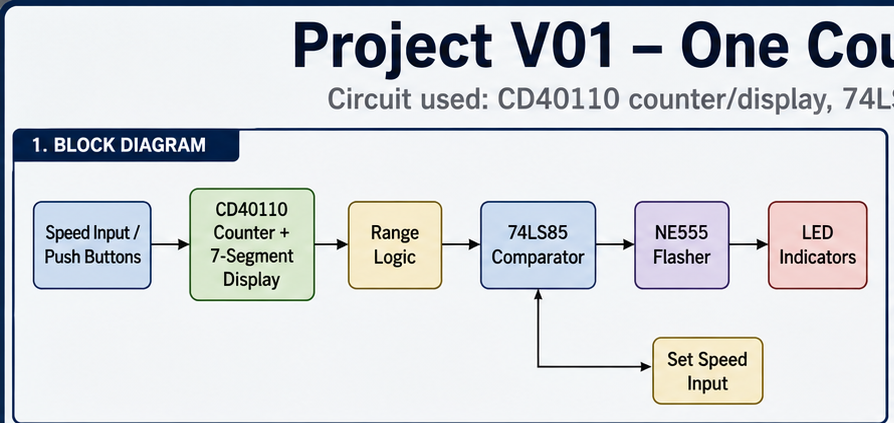 Project V01 – One Cou
Circuit used: CD40110 counter/display, 74LS
1. BLOCK DIAGRAM
Speed Input /
Push Buttons
CD40110
Counter +
7-Segment
Display
Range
Logic
74LS85
Comparator
NE555
Flasher
LED
Indicators
Set Speed
Input